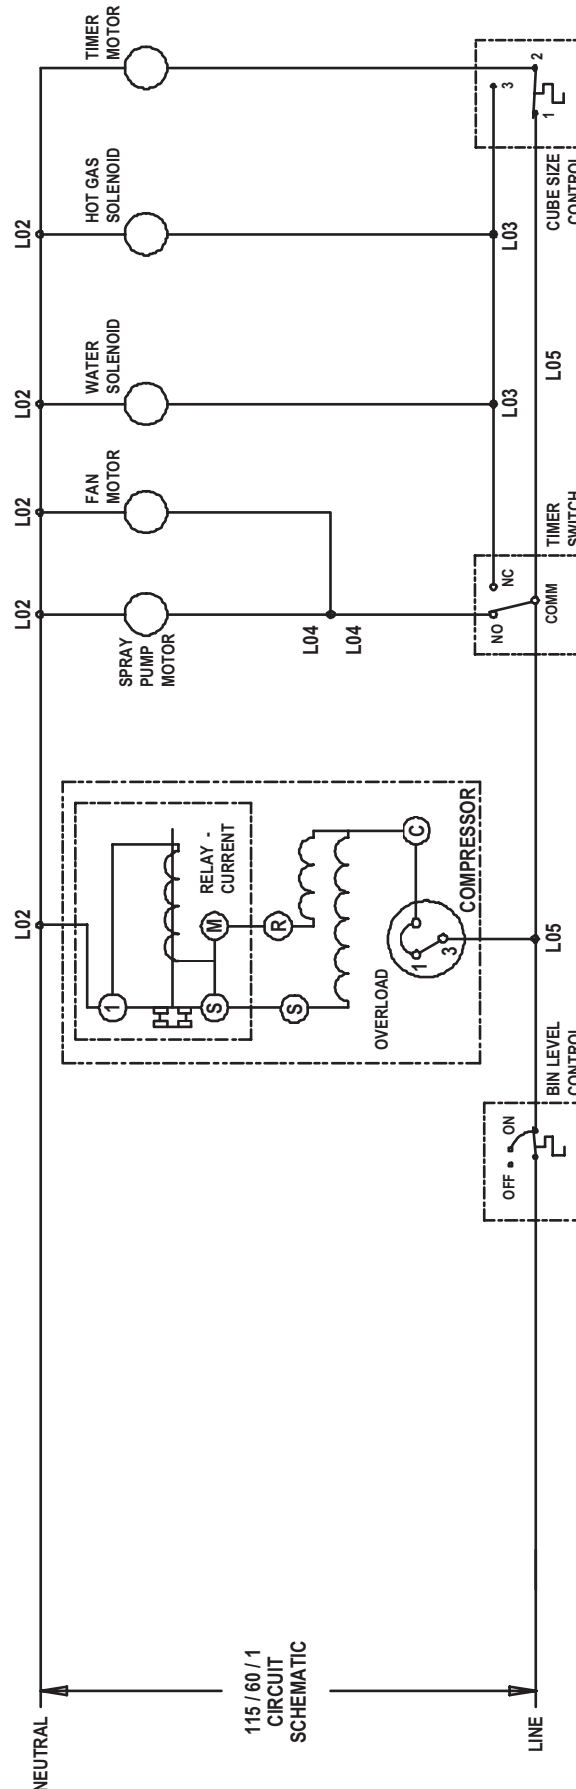 TIMER
MOTOR
2
3
1
HOT GAS
SOLENOID
L02
CUBE SIZE
CONTROL
L03
WATER
SOLENOID
L02
L03
L05
FAN
MOTOR
L02
TIMER
SWITCH
NC
NO
COMM
L02
SPRAY
PUMP
MOTOR
L04
L04
L02
RELAY -
CURRENT
COMPRESSOR
C
M
R
1
S
S
OVERLOAD
1
3
L05
BIN LEVEL
CONTROL
OFF
ON
115 / 60 / 1
CIRCUIT
SCHEMATIC
NEUTRAL
LINE